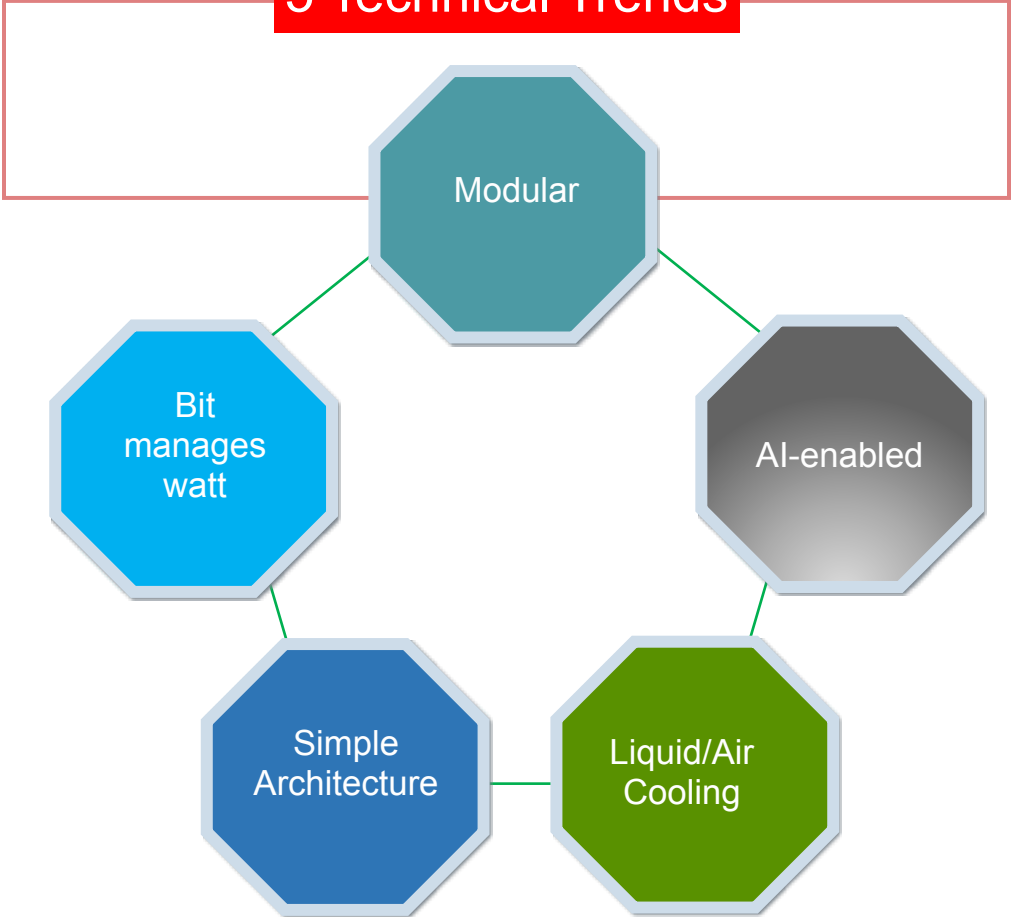 5 Technical Trends
Modular
Bit
manages
watt
AI-enabled
Simple
Architecture
Liquid/Air
Cooling